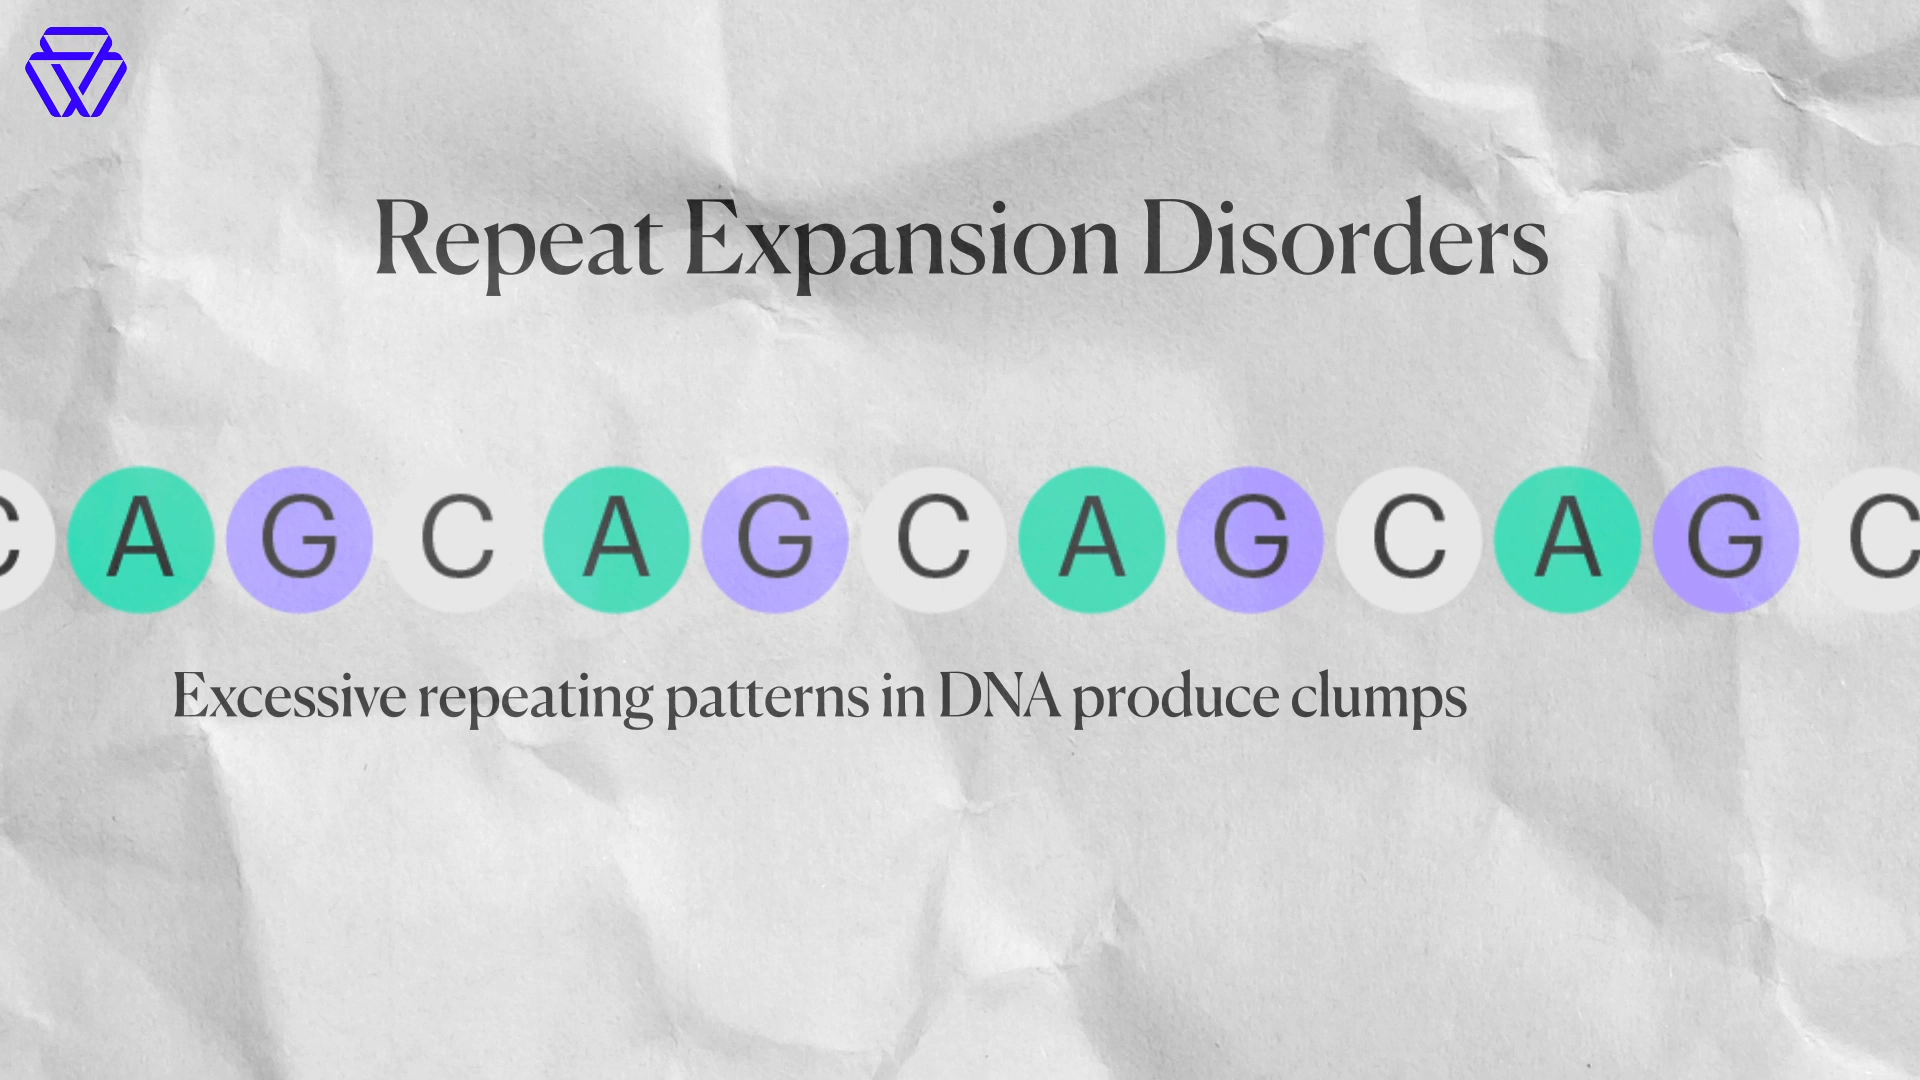 Repeat Expansion Disorders
C A G C A G C A G C A G C
Excessive repeating patterns in DNA produce clumps